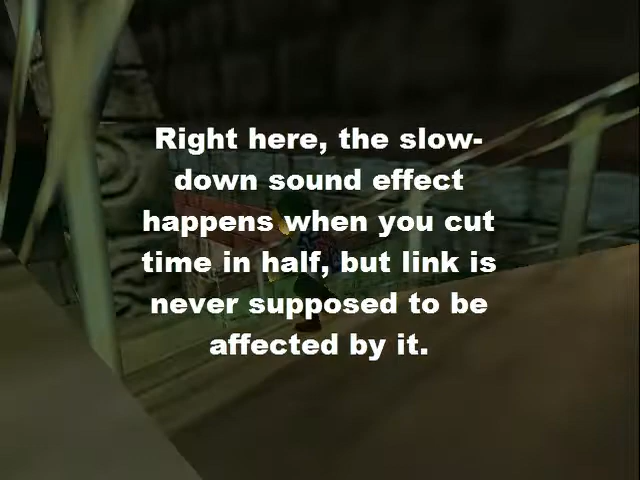 Right here, the slow-
down sound effect
happens when you cut
time in half, but link is
never supposed to be
affected by it.